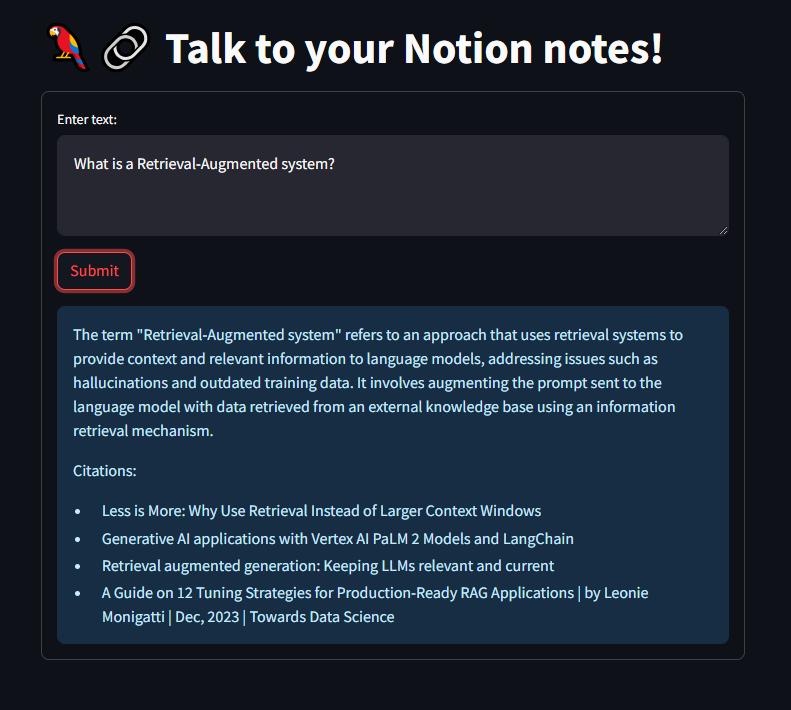 Talk to your Notion notes!
Enter text:
What is a Retrieval-Augmented system?
Submit
The term "Retrieval-Augmented system" refers to an approach that uses retrieval systems to
provide context and relevant information to language models, addressing issues such as
hallucinations and outdated training data. It involves augmenting the prompt sent to the
language model with data retrieved from an external knowledge base using an information
retrieval mechanism.
Citations:
• Less is More: Why Use Retrieval Instead of Larger Context Windows
• Generative AI applications with Vertex AI PaLM 2 Models and LangChain
• Retrieval augmented generation: Keeping LLMs relevant and current
• A Guide on 12 Tuning Strategies for Production-Ready RAG Applications | by Leonie
Monigatti | Dec, 2023 | Towards Data Science